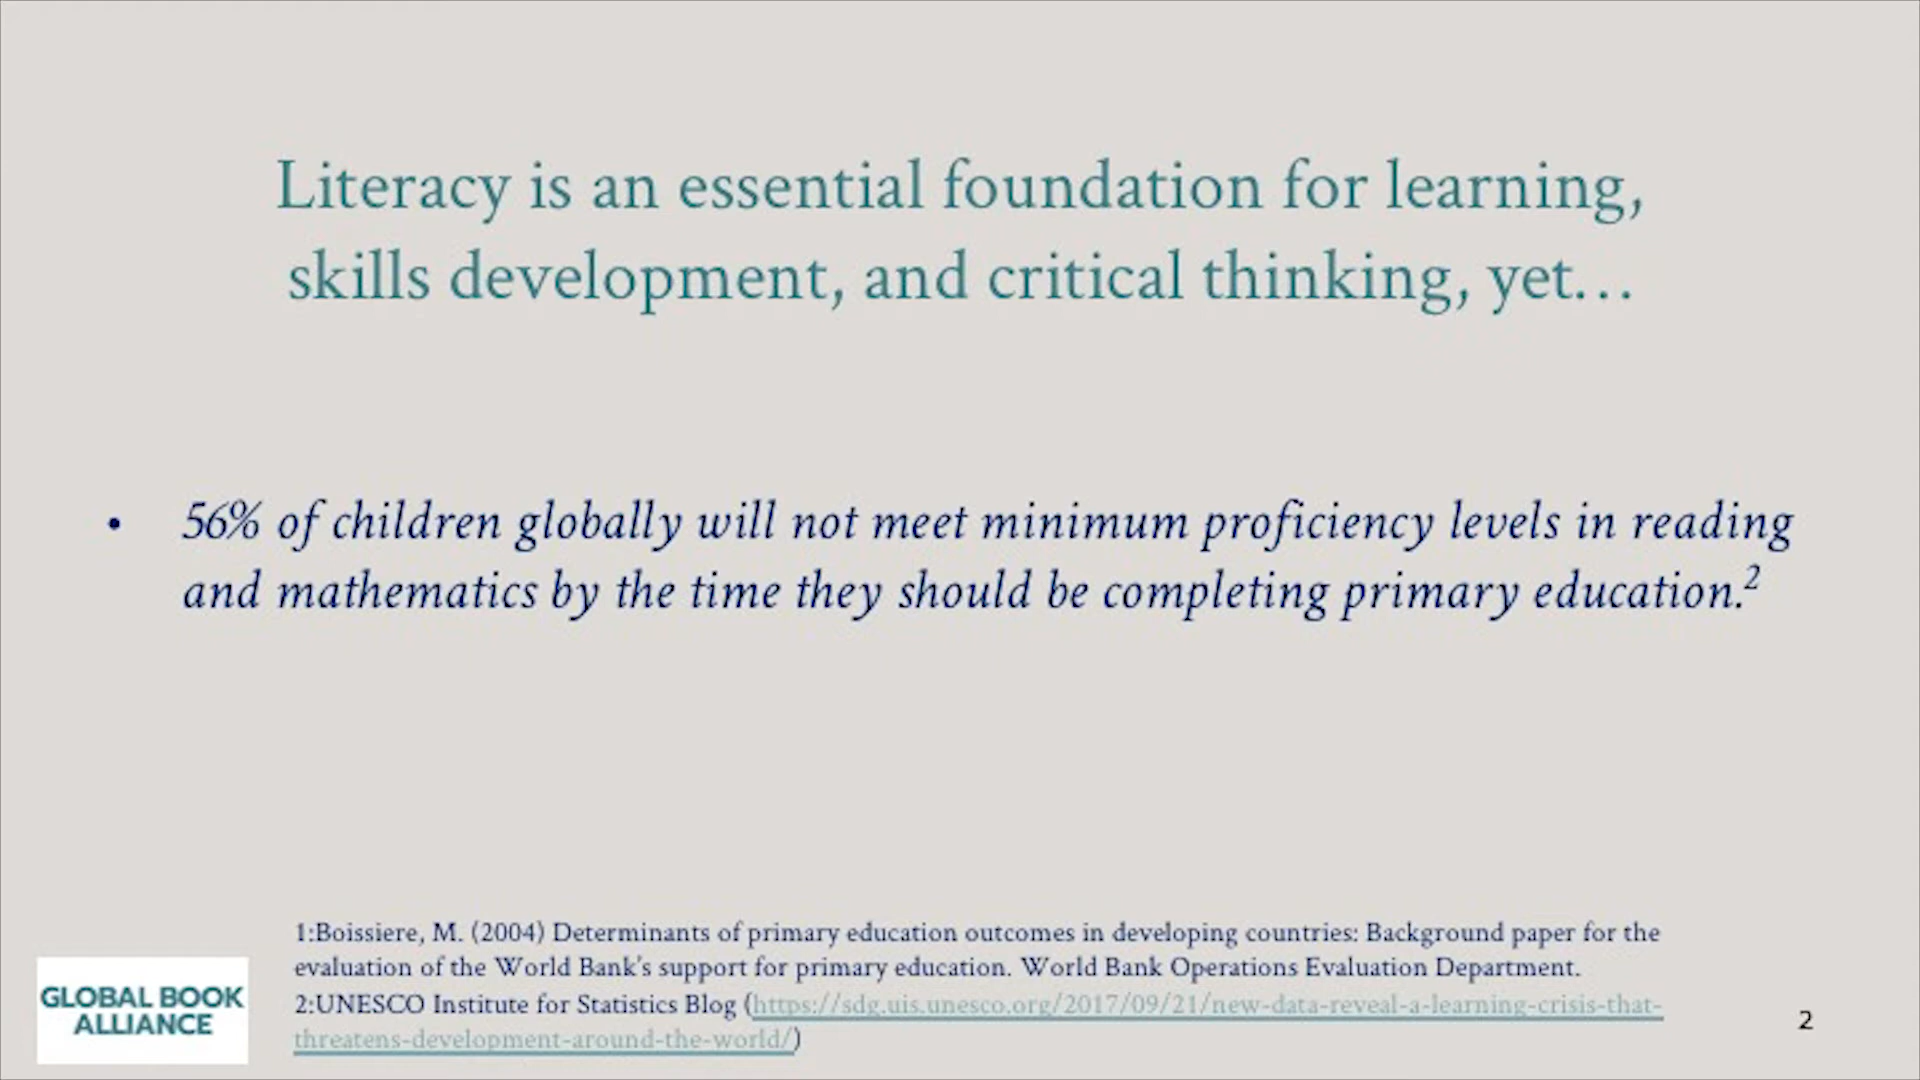 Literacy is an essential foundation for learning,
skills development, and critical thinking, yet…
• 56% of children globally will not meet minimum proficiency levels in reading
and mathematics by the time they should be completing primary education.²
1:Boissiere, M. (2004) Determinants of primary education outcomes in developing countries: Background paper for the
evaluation of the World Bank's support for primary education. World Bank Operations Evaluation Department.
2:UNESCO Institute for Statistics Blog (https://sdg.uis.unesco.org/2017/09/21/new-data-reveal-a-learning-crisis-that-
threatens-development-around-the-world/)
GLOBAL BOOK
ALLIANCE
2